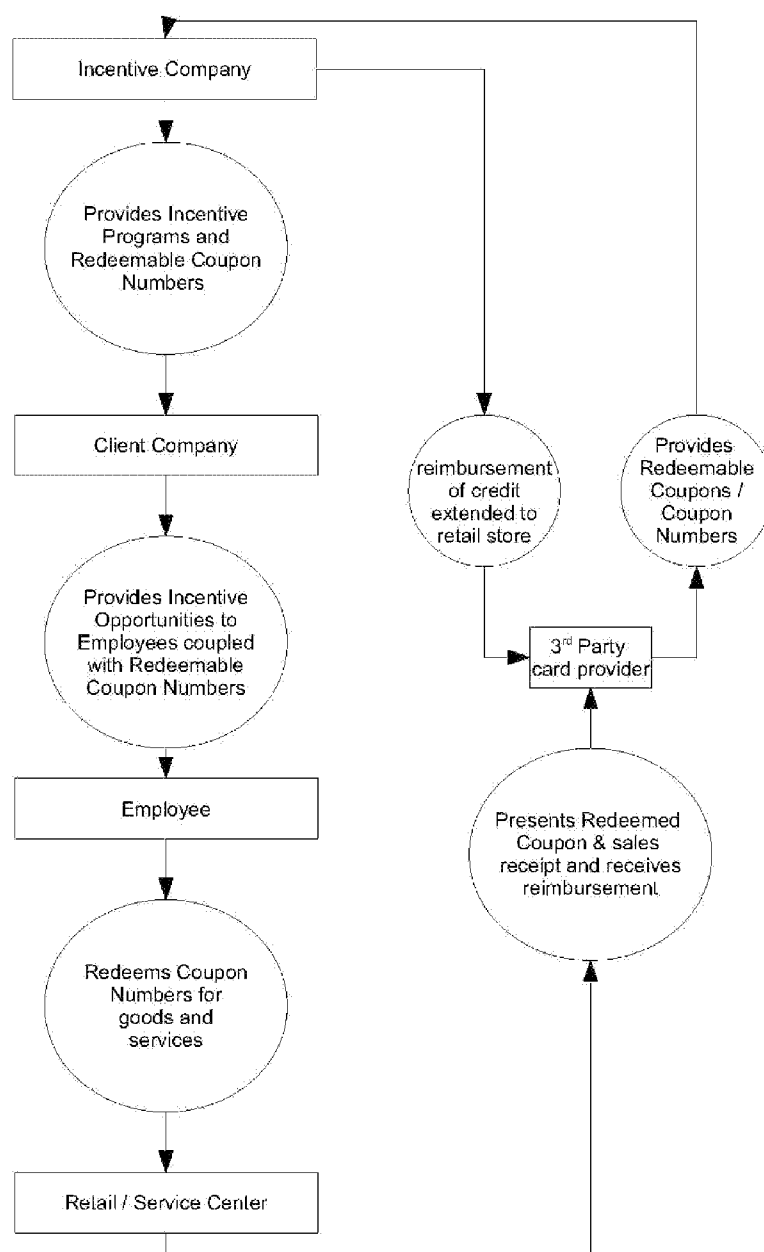 Incentive Company
Provides Incentive
Programs and
Redeemable Coupon
Numbers
Client Company
reimbursement
of credit
extended to
retail store
Provides
Redeemable
Coupons /
Coupon
Numbers
Provides Incentive
Opportunities to
Employees coupled
with Redeemable
Coupon Numbers
3rd Party
card provider
Employee
Presents Redeemed
Coupon & sales
receipt and receives
reimbursement
Redeems Coupon
Numbers for
goods and
services
Retail / Service Center